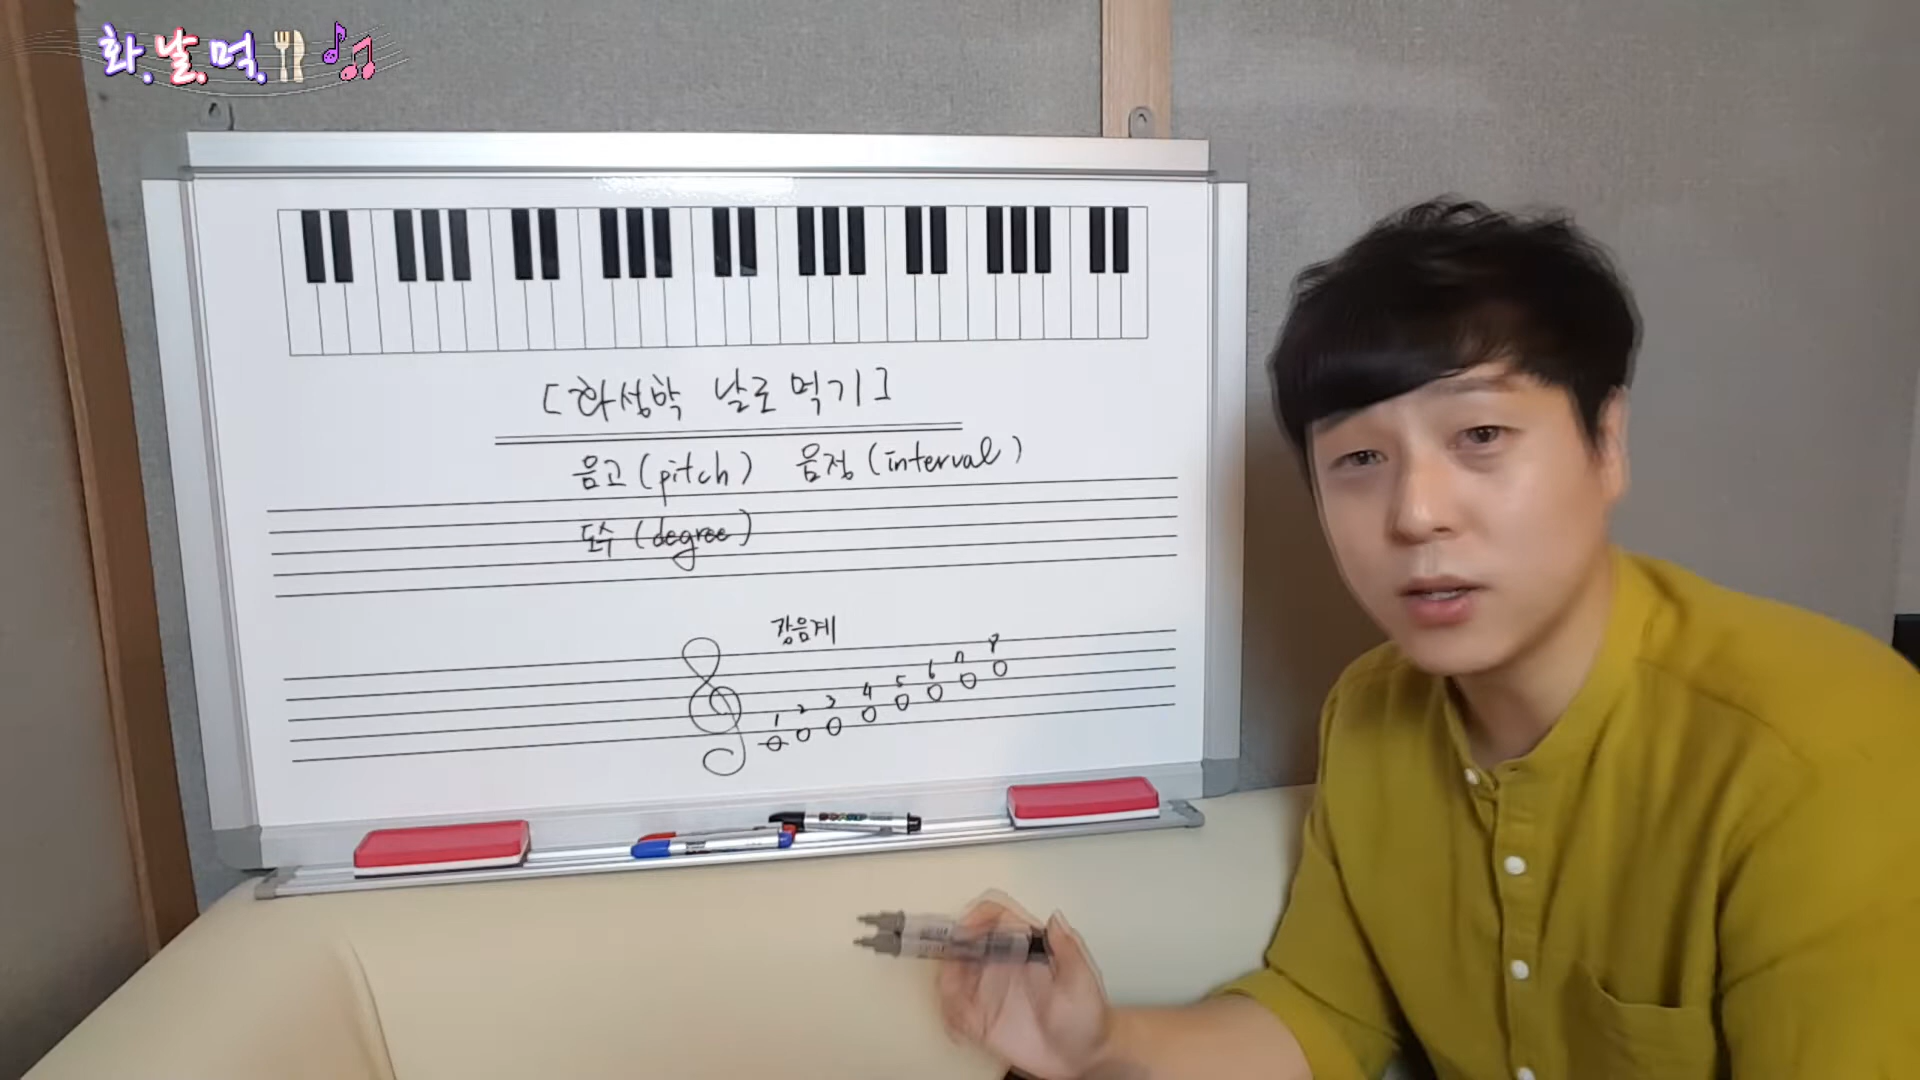 화.날.먹.
[화성학 날로 먹기]
음고 (pitch) 음정 (interval)
도수 (degree)
장음계
1 2 3 4 5 6 7 8